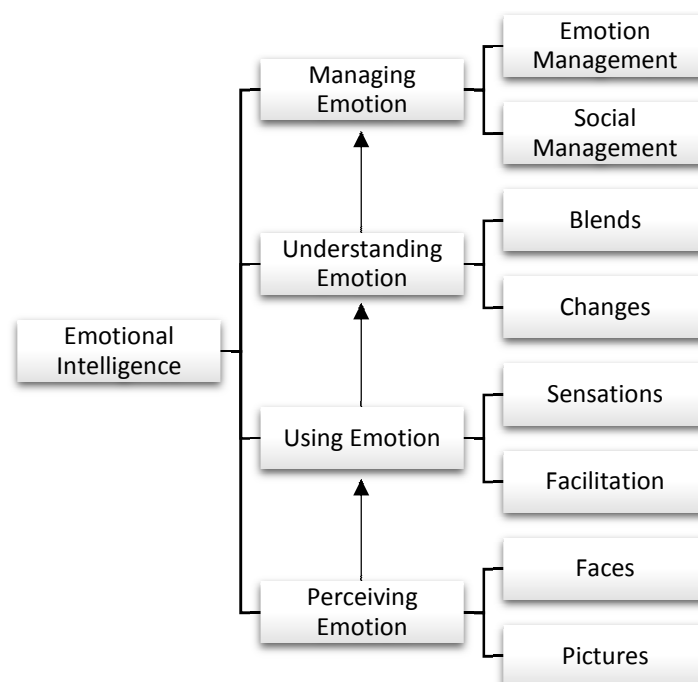 Emotional
Intelligence
Managing
Emotion
Emotion
Management
Social
Management
Understanding
Emotion
Blends
Changes
Using Emotion
Sensations
Facilitation
Perceiving
Emotion
Faces
Pictures